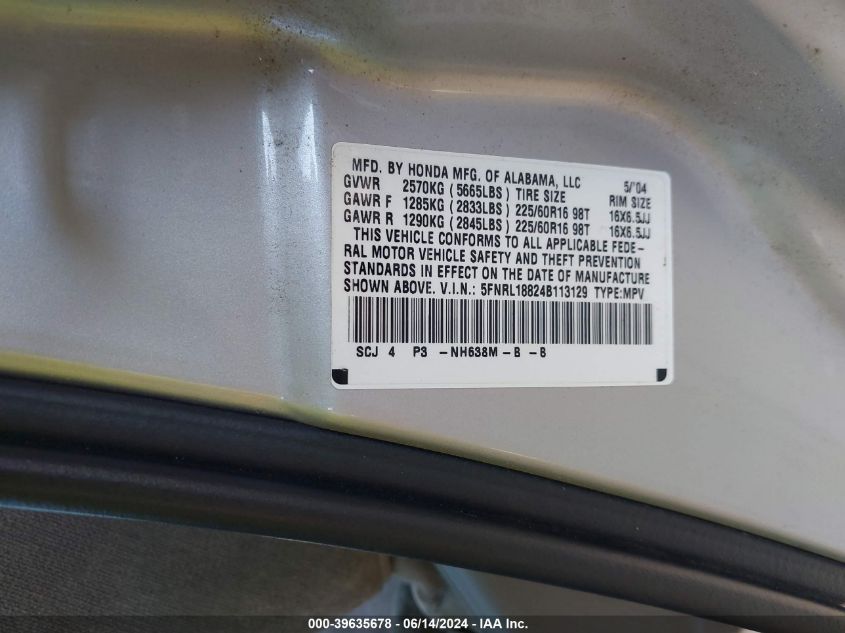 MFD. BY HONDA MFG. OF ALABAMA, LLC 5/'04
GVWR 2570KG (5665LBS) TIRE SIZE RIM SIZE
GAWR F 1285KG (2833LBS) 225/60R16 98T 16X6.5JJ
GAWR R 1290KG (2845LBS) 225/60R16 98T 16X6.5JJ
THIS VEHICLE CONFORMS TO ALL APPLICABLE FEDE-
RAL MOTOR VEHICLE SAFETY AND THEFT PREVENTION
STANDARDS IN EFFECT ON THE DATE OF MANUFACTURE
SHOWN ABOVE. V.I.N.: 5FNRL18824B113129 TYPE:MPV
SCJ 4 P3 -NH638M-B -B
000-39635678 - 06/14/2024 - IAA Inc.